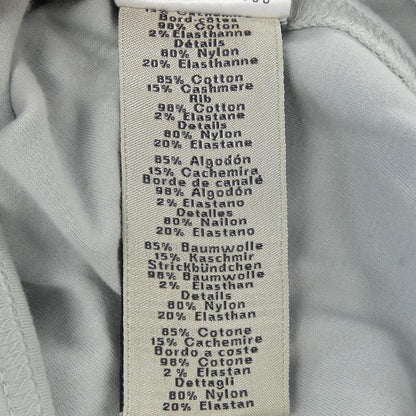 15% Cachemire
Bord-côtes
98% Coton
2% Elasthanne
Détails
80% Nylon
20% Elasthanne
85% Cotton
15% Cashmere
Rib
98% Cotton
2% Elastane
Details
80% Nylon
20% Elastane
85% Algodón
15% Cachemira
Borde de canalé
98% Algodón
2% Elastano
Detalles
80% Nailon
20% Elastano
85% Baumwolle
15% Kaschmir
Strickbündchen
98% Baumwolle
2% Elasthan
Details
80% Nylon
20% Elasthan
85% Cotone
15% Cachemire
Bordo a coste
98% Cotone
2% Elastan
Dettagli
80% Nylon
20% Elastan